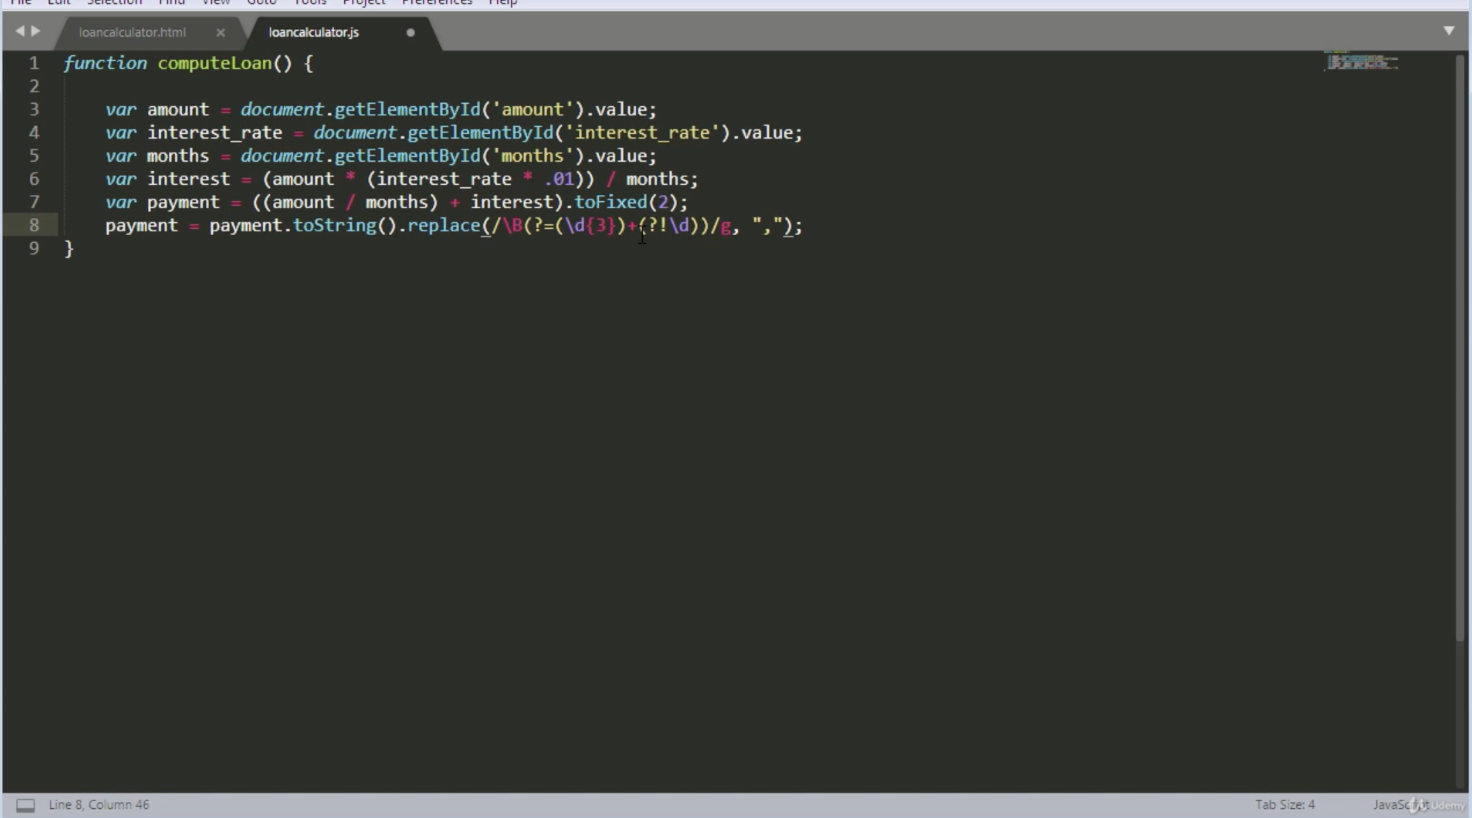 File Edit Selection Find View Goto Tools Project Preferences Help
loancalculator.html × loancalculator.js
1 function computeLoan() {
2
3 var amount = document.getElementById('amount').value;
4 var interest_rate = document.getElementById('interest_rate').value;
5 var months = document.getElementById('months').value;
6 var interest = (amount * (interest_rate * .01)) / months;
7 var payment = ((amount / months) + interest).toFixed(2);
8 payment = payment.toString().replace(/\B(?=(\d{3})+(?!\d))/g, ",");
9 }
Line 8, Column 46 Tab Size: 4 JavaScript Udemy